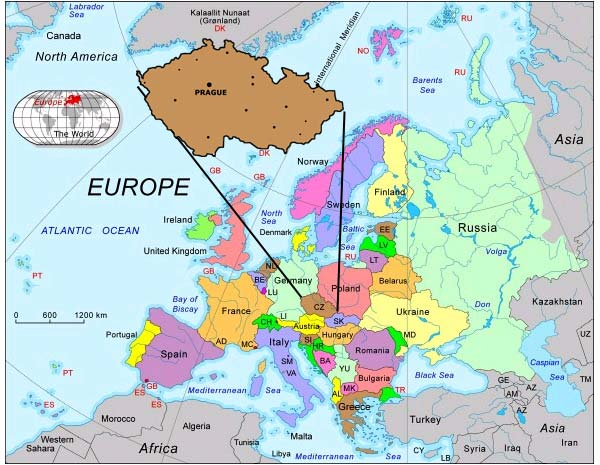 Labrador
Sea
Kalaallit Nunaat
(Grønland)
DK
Canada
North America
International Meridian
RU
NO
Barents
Sea
RU
PRAGUE
Europe
The World
Asia
DK
GB
GB
Norway
Finland
Sweden
EUROPE
North
Sea
Ireland
Denmark
Baltic
Sea
EE
LV
LT
RU
Russia
Volga
ATLANTIC OCEAN
United Kingdom
GB
NL
BE
LU
Germany
Poland
Belarus
PT
Bay of
Biscay
France
CZ
SK
Ukraine
Don
Kazakhstan
0 600 1200 km
CH
LI
Austria
Hungary
MD
UZ
Portugal
Spain
AD
MC
Italy
SI
HR
BA
YU
Romania
Black Sea
Caspian
Sea
SM
VA
Bulgaria
PT
GB
ES
ES
ES
Mediterranean Sea
AL
MK
TR
GE
AM
AZ
AZ
TM
Greece
Turkey
Asia
Western
Sahara
Morocco
Algeria
Africa
Tunisia
Malta
Libya
Mediterranean Sea
CY
LB
Syria
Iraq
Iran